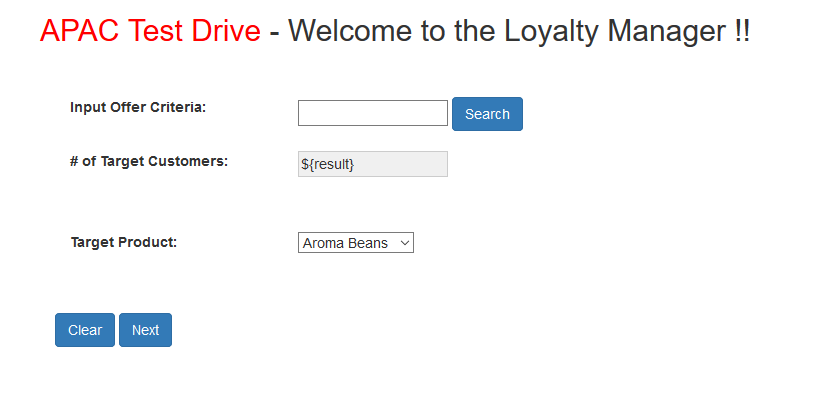 APAC Test Drive - Welcome to the Loyalty Manager !!
Input Offer Criteria: Search
# of Target Customers: ${result}
Target Product: Aroma Beans
Clear Next